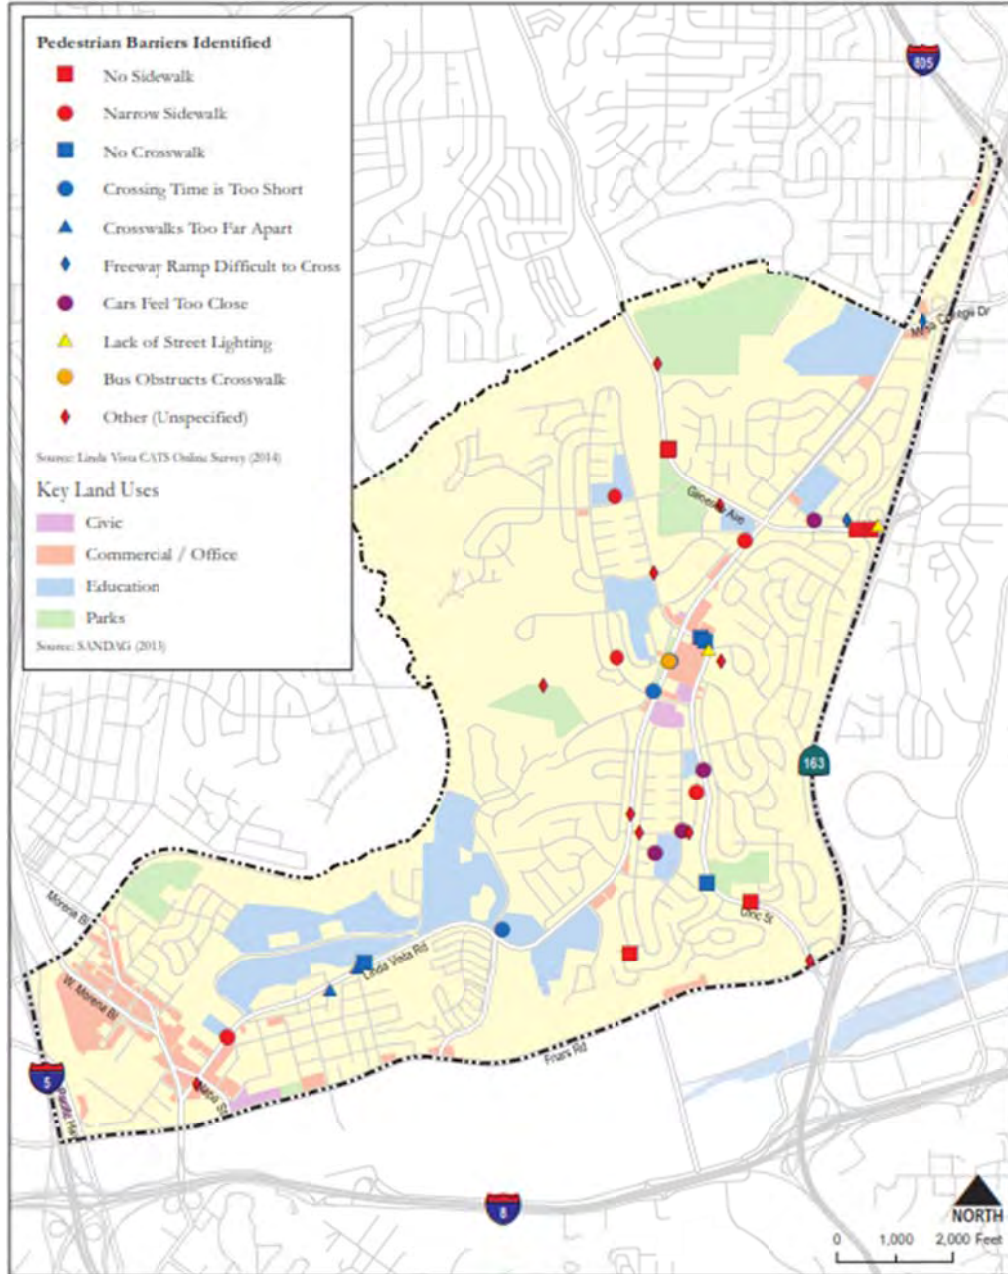 Pedestrian Barriers Identified
No Sidewalk
Narrow Sidewalk
No Crosswalk
Crossing Time is Too Short
Crosswalks Too Far Apart
Freeway Ramp Difficult to Cross
Cars Feel Too Close
Lack of Street Lighting
Bus Obstructs Crosswalk
Other (Unspecified)
Source: Linda Vista CATS Online Survey (2014)
Key Land Uses
Civic
Commercial / Office
Education
Parks
Source: SANDAG (2013)
805
Mesa College Dr
Genesee Ave
163
Ulric St
Linda Vista Rd
Morena Bl
W. Morena Bl
Napa St
Friars Rd
5
Pacific Hw
8
NORTH
0 1,000 2,000 Feet